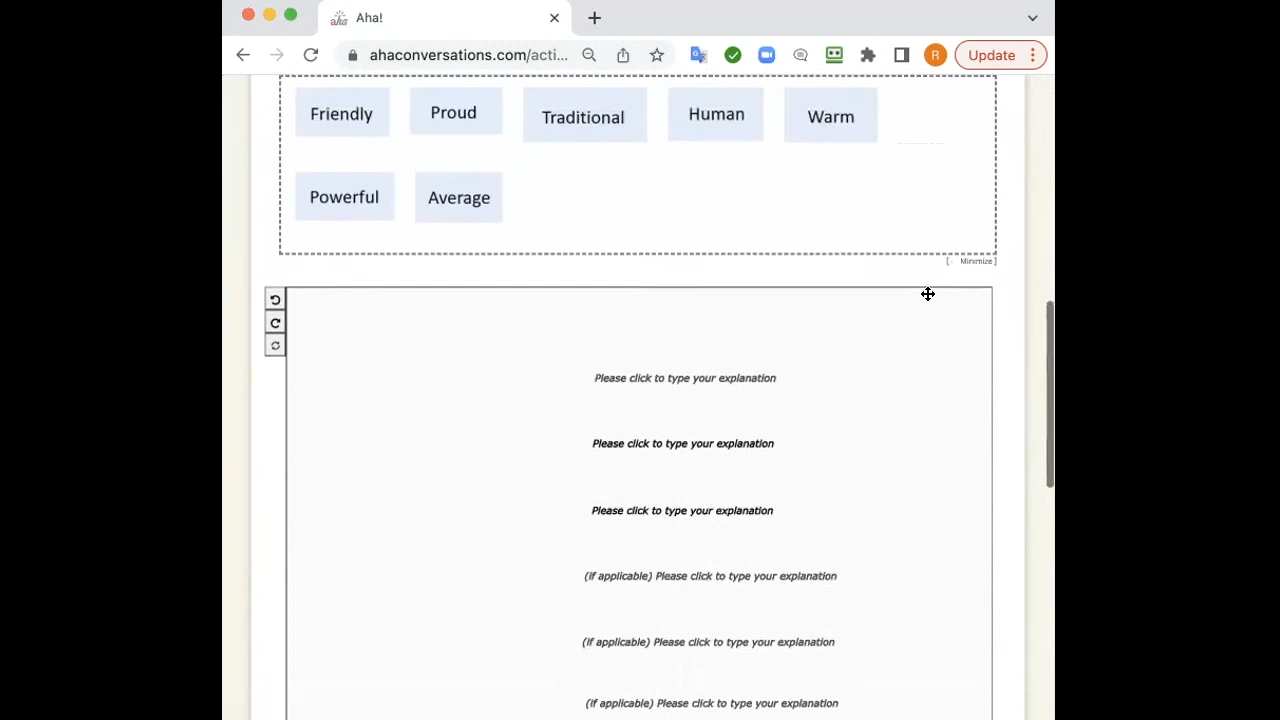 aha Aha!
ahaconversations.com/acti...
R
Update
Friendly
Proud
Traditional
Human
Warm
Powerful
Average
[ Minimize ]
Please click to type your explanation
Please click to type your explanation
Please click to type your explanation
(if applicable) Please click to type your explanation
(if applicable) Please click to type your explanation
(if applicable) Please click to type your explanation